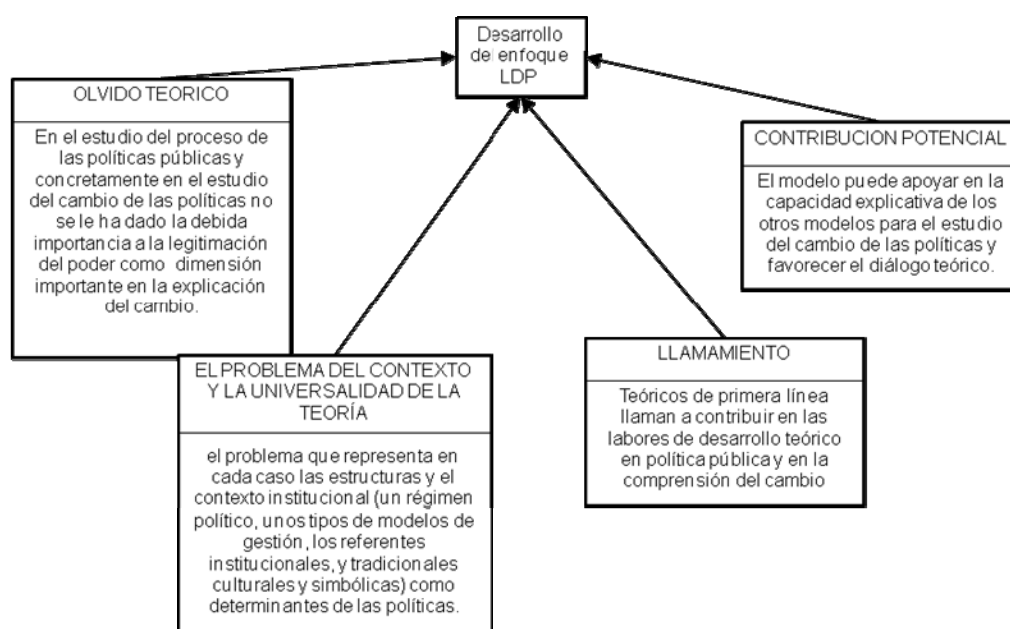 Desarrollo
del enfoque
LDP
OLVIDO TEORICO
En el estudio del proceso de
las políticas públicas y
concretamente en el estudio
del cambio de las políticas no
se le ha dado la debida
importancia a la legitimación
del poder como dimensión
importante en la explicación
del cambio.
EL PROBLEMA DEL CONTEXTO
Y LA UNIVERSALIDAD DE LA
TEORÍA
el problema que representa en
cada caso las estructuras y el
contexto institucional (un régimen
político, unos tipos de modelos de
gestión, los referentes
institucionales, y tradicionales
culturales y simbólicas) como
determinantes de las políticas.
LLAMAMIENTO
Teóricos de primera línea
llaman a contribuir en las
labores de desarrollo teórico
en política pública y en la
comprensión del cambio
CONTRIBUCION POTENCIAL
El modelo puede apoyar en la
capacidad explicativa de los
otros modelos para el estudio
del cambio de las políticas y
favorecer el diálogo teórico.